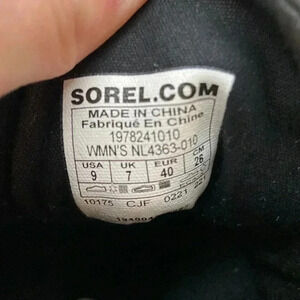 SOREL.COM
MADE IN CHINA
Fabriqué En Chine
1978241010
WMN'S NL4363-010
USA UK EUR CM
9 7 40 26
10175 CJF 0221